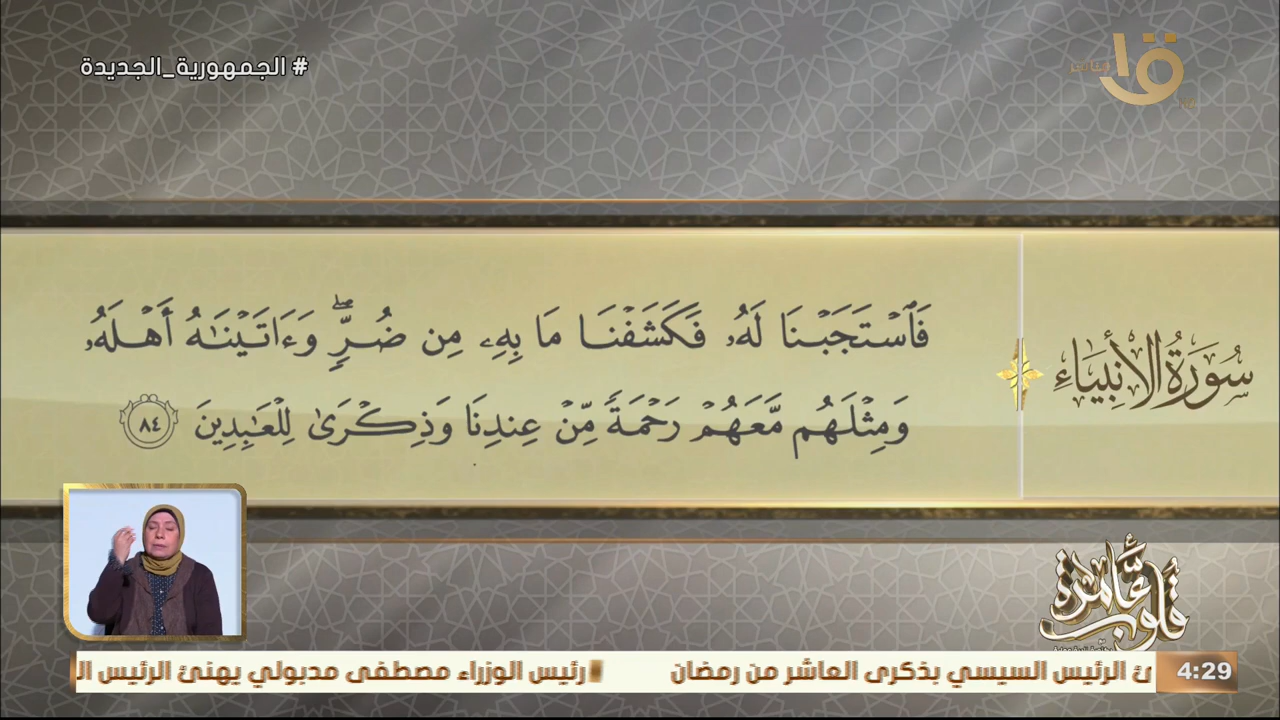 # الجمهورية_الجديدة
سُورَةُ الأَنبِيَاء
فَٱسۡتَجَبۡنَا لَهُۥ فَكَشَفۡنَا مَا بِهِۦ مِن ضُرّٖۖ وَءَاتَيۡنَٰهُ أَهۡلَهُۥ
وَمِثۡلَهُم مَّعَهُمۡ رَحۡمَةٗ مِّنۡ عِندِنَا وَذِكۡرَىٰ لِلۡعَٰبِدِينَ ٨٤
قلوب عامرة
ئ الرئيس السيسي بذكرى العاشر من رمضان رئيس الوزراء مصطفى مدبولي يهنئ الرئيس ال
4:29